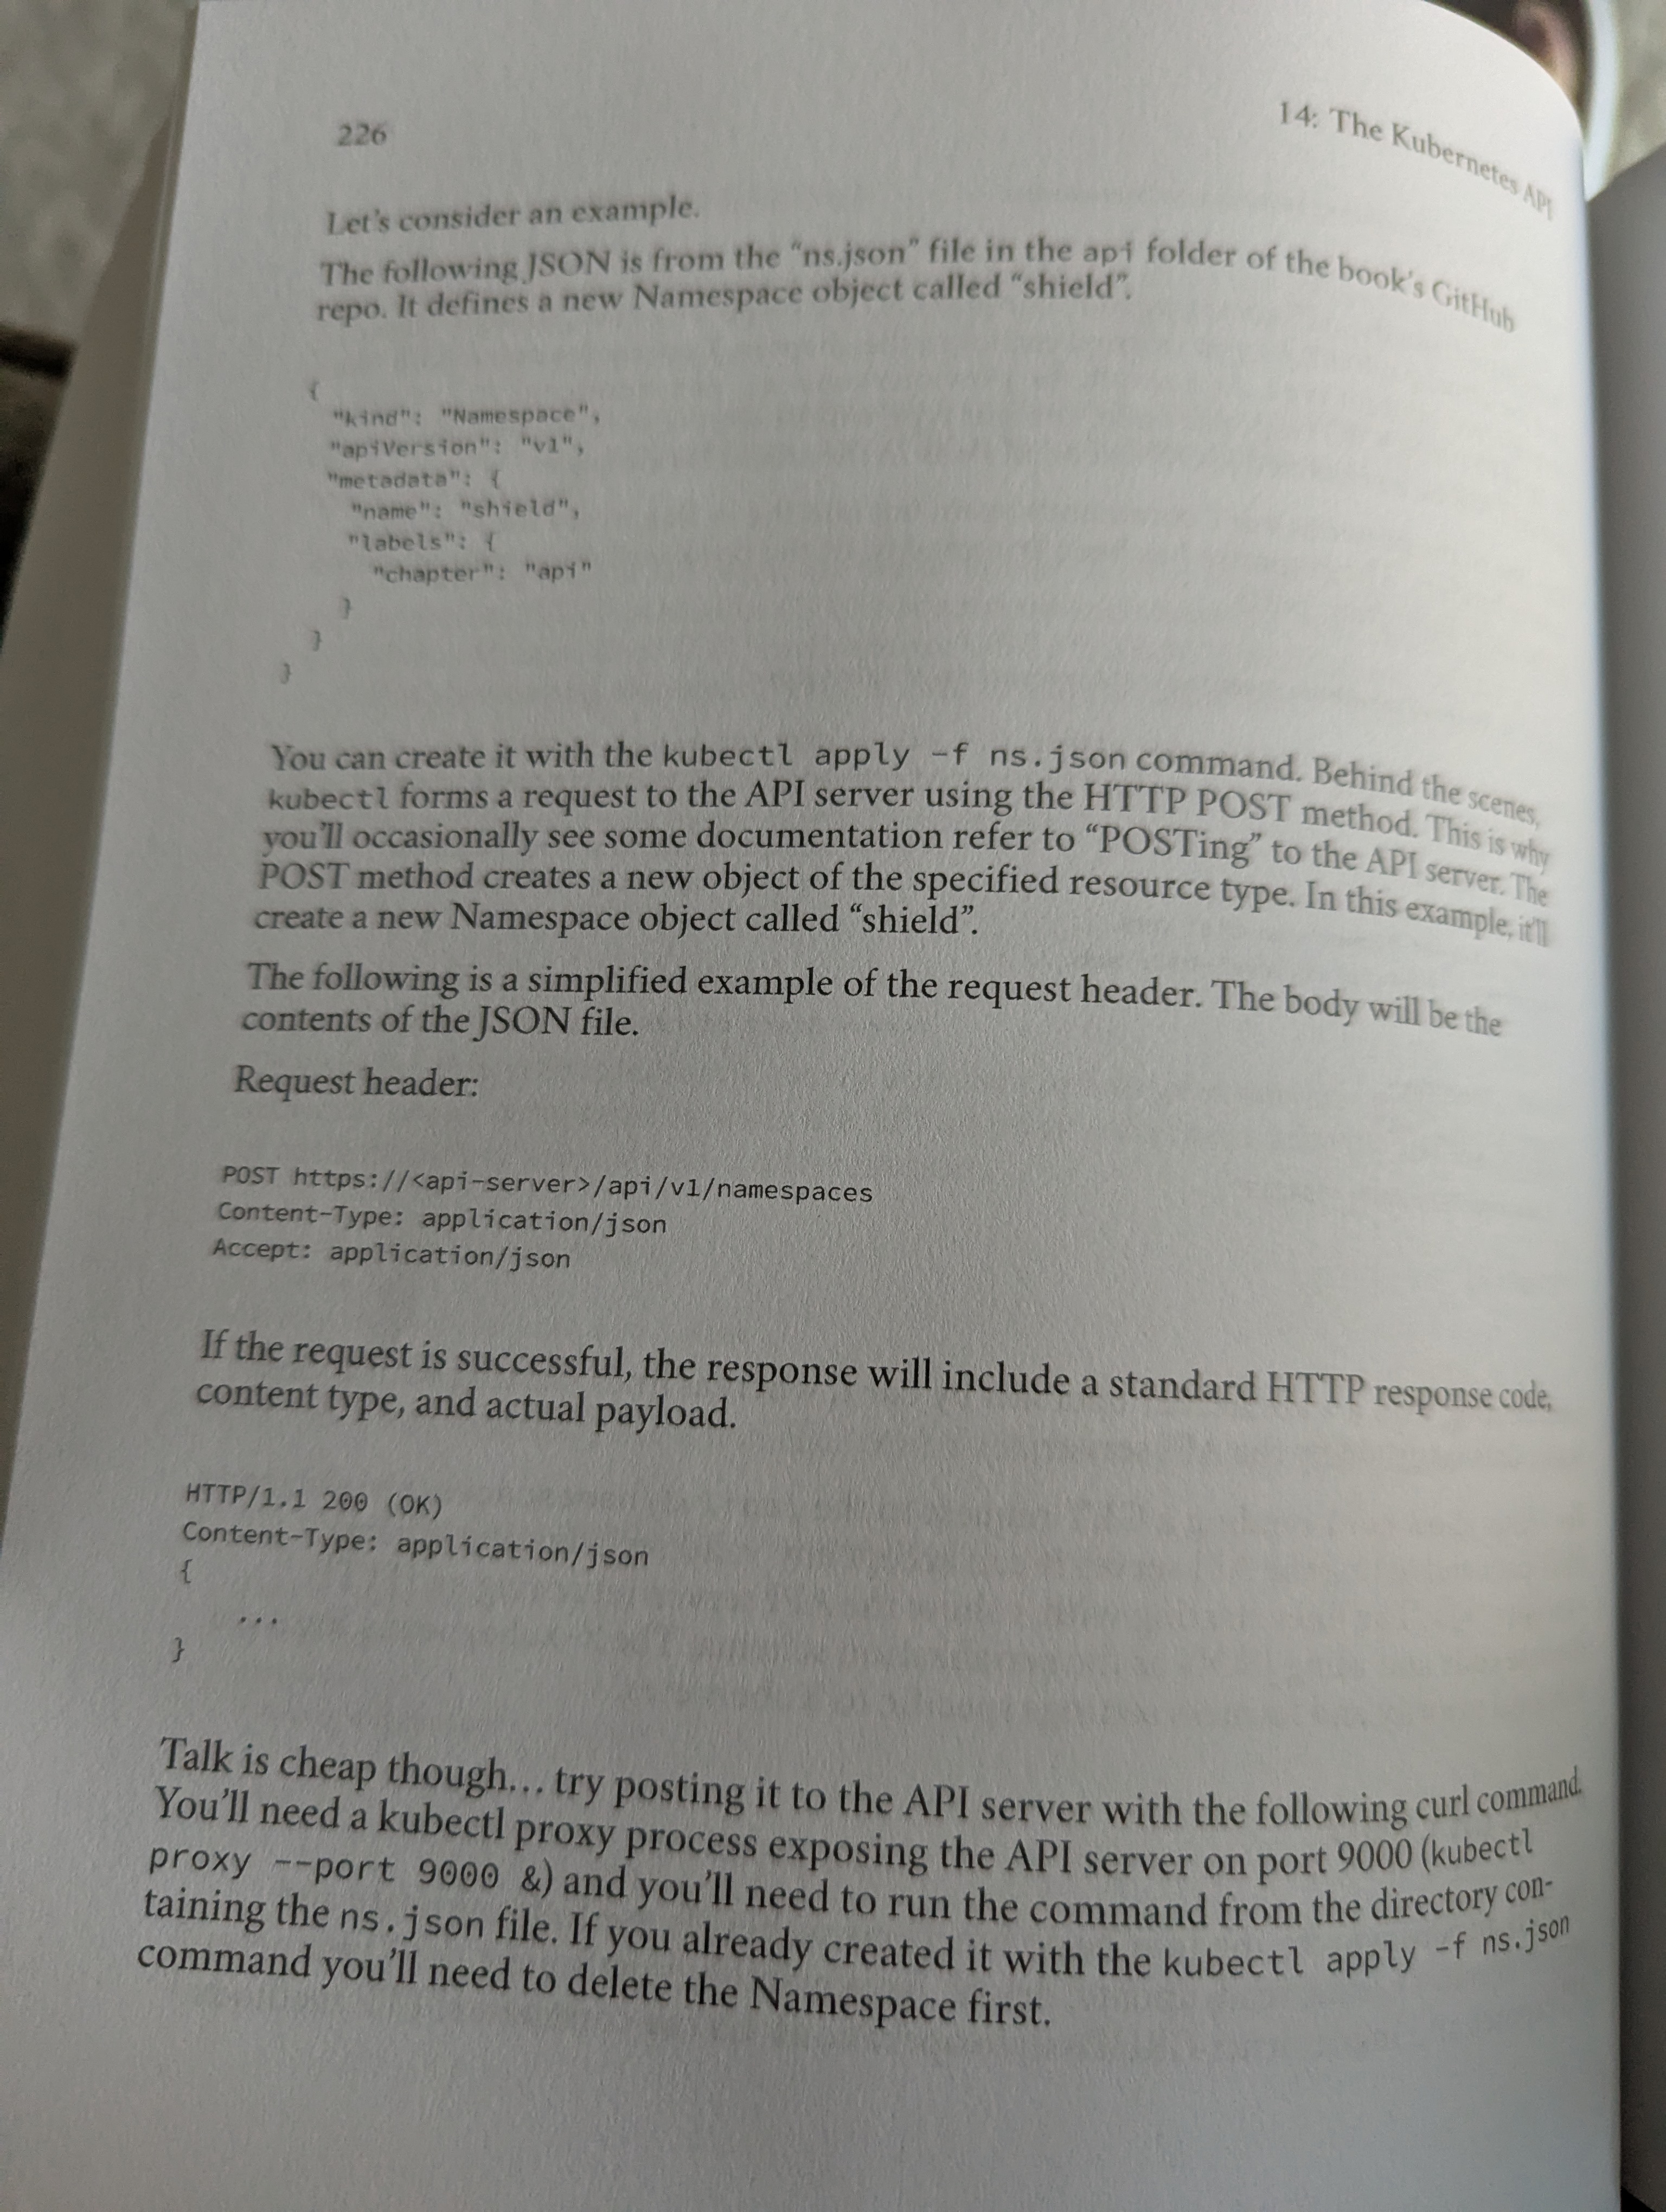 226
14: The Kubernetes API
Let's consider an example.
The following JSON is from the “ns.json” file in the api folder of the book's GitHub
repo. It defines a new Namespace object called “shield”.
{
"kind": "Namespace",
"apiVersion": "v1",
"metadata": {
"name": "shield",
"labels": {
"chapter": "api"
}
}
}
You can create it with the kubectl apply -f ns.json command. Behind the scenes,
kubectl forms a request to the API server using the HTTP POST method. This is why
you'll occasionally see some documentation refer to “POSTing” to the API server. The
POST method creates a new object of the specified resource type. In this example, it'll
create a new Namespace object called “shield”.
The following is a simplified example of the request header. The body will be the
contents of the JSON file.
Request header:
POST https://<api-server>/api/v1/namespaces
Content-Type: application/json
Accept: application/json
If the request is successful, the response will include a standard HTTP response code,
content type, and actual payload.
HTTP/1.1 200 (OK)
Content-Type: application/json
{
...
}
Talk is cheap though... try posting it to the API server with the following curl command.
You'll need a kubectl proxy process exposing the API server on port 9000 (kubectl
proxy --port 9000 &) and you'll need to run the command from the directory con-
taining the ns.json file. If you already created it with the kubectl apply -f ns.json
command you'll need to delete the Namespace first.